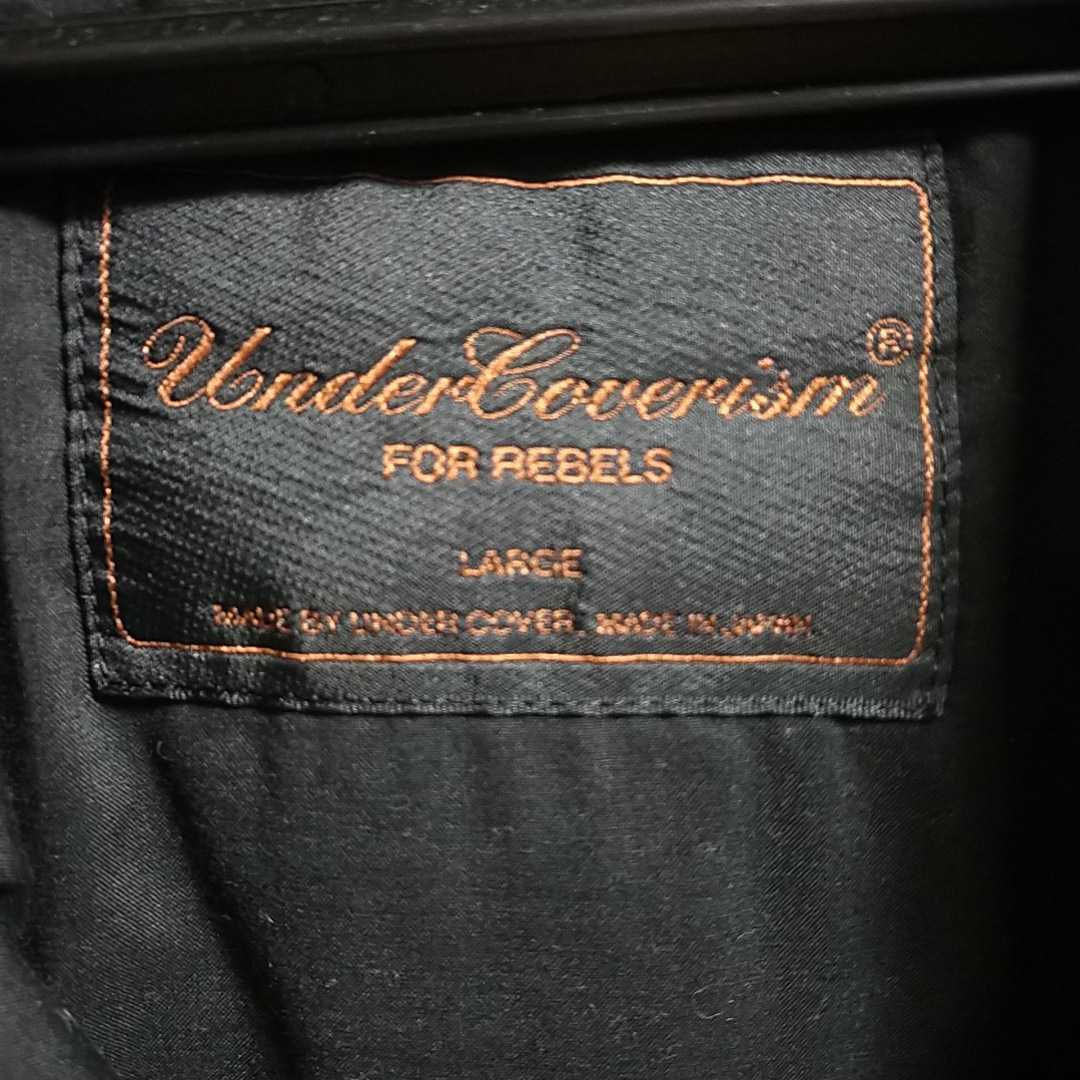 UnderCoverism®
FOR REBELS
LARGE
MADE BY UNDER COVER. MADE IN JAPAN.